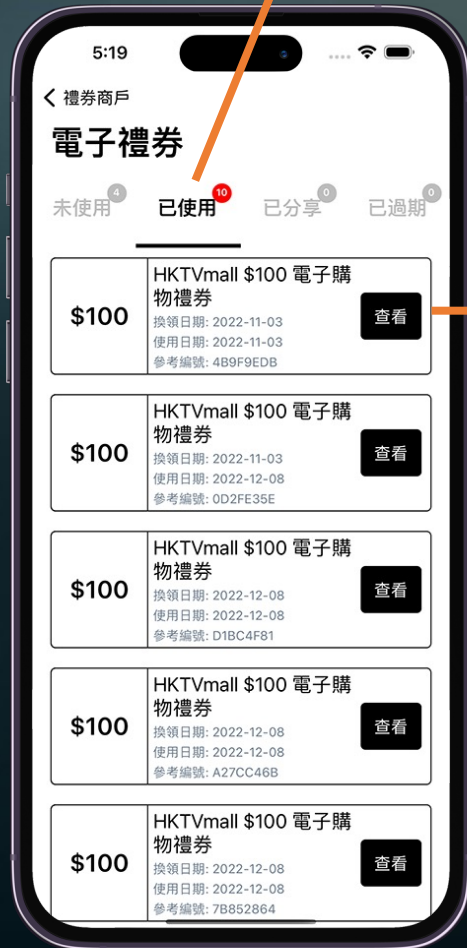 5:19
禮券商戶
電子禮券
未使用 4
已使用 10
已分享 0
已過期 0
$100
HKTVmall $100 電子購
物禮券
換領日期: 2022-11-03
使用日期: 2022-11-03
參考編號: 4B9F9EDB
查看
$100
HKTVmall $100 電子購
物禮券
換領日期: 2022-11-03
使用日期: 2022-12-08
參考編號: 0D2FE35E
查看
$100
HKTVmall $100 電子購
物禮券
換領日期: 2022-12-08
使用日期: 2022-12-08
參考編號: D1BC4F81
查看
$100
HKTVmall $100 電子購
物禮券
換領日期: 2022-12-08
使用日期: 2022-12-08
參考編號: A27CC46B
查看
$100
HKTVmall $100 電子購
物禮券
換領日期: 2022-12-08
使用日期: 2022-12-08
參考編號: 7B852864
查看